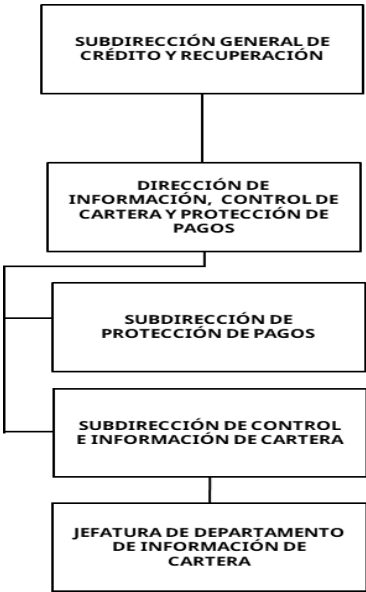 SUBDIRECCIÓN GENERAL DE
CRÉDITO Y RECUPERACIÓN
DIRECCIÓN DE
INFORMACIÓN, CONTROL DE
CARTERA Y PROTECCIÓN DE
PAGOS
SUBDIRECCIÓN DE
PROTECCIÓN DE PAGOS
SUBDIRECCIÓN DE CONTROL
E INFORMACIÓN DE CARTERA
JEFATURA DE DEPARTAMENTO
DE INFORMACIÓN DE
CARTERA